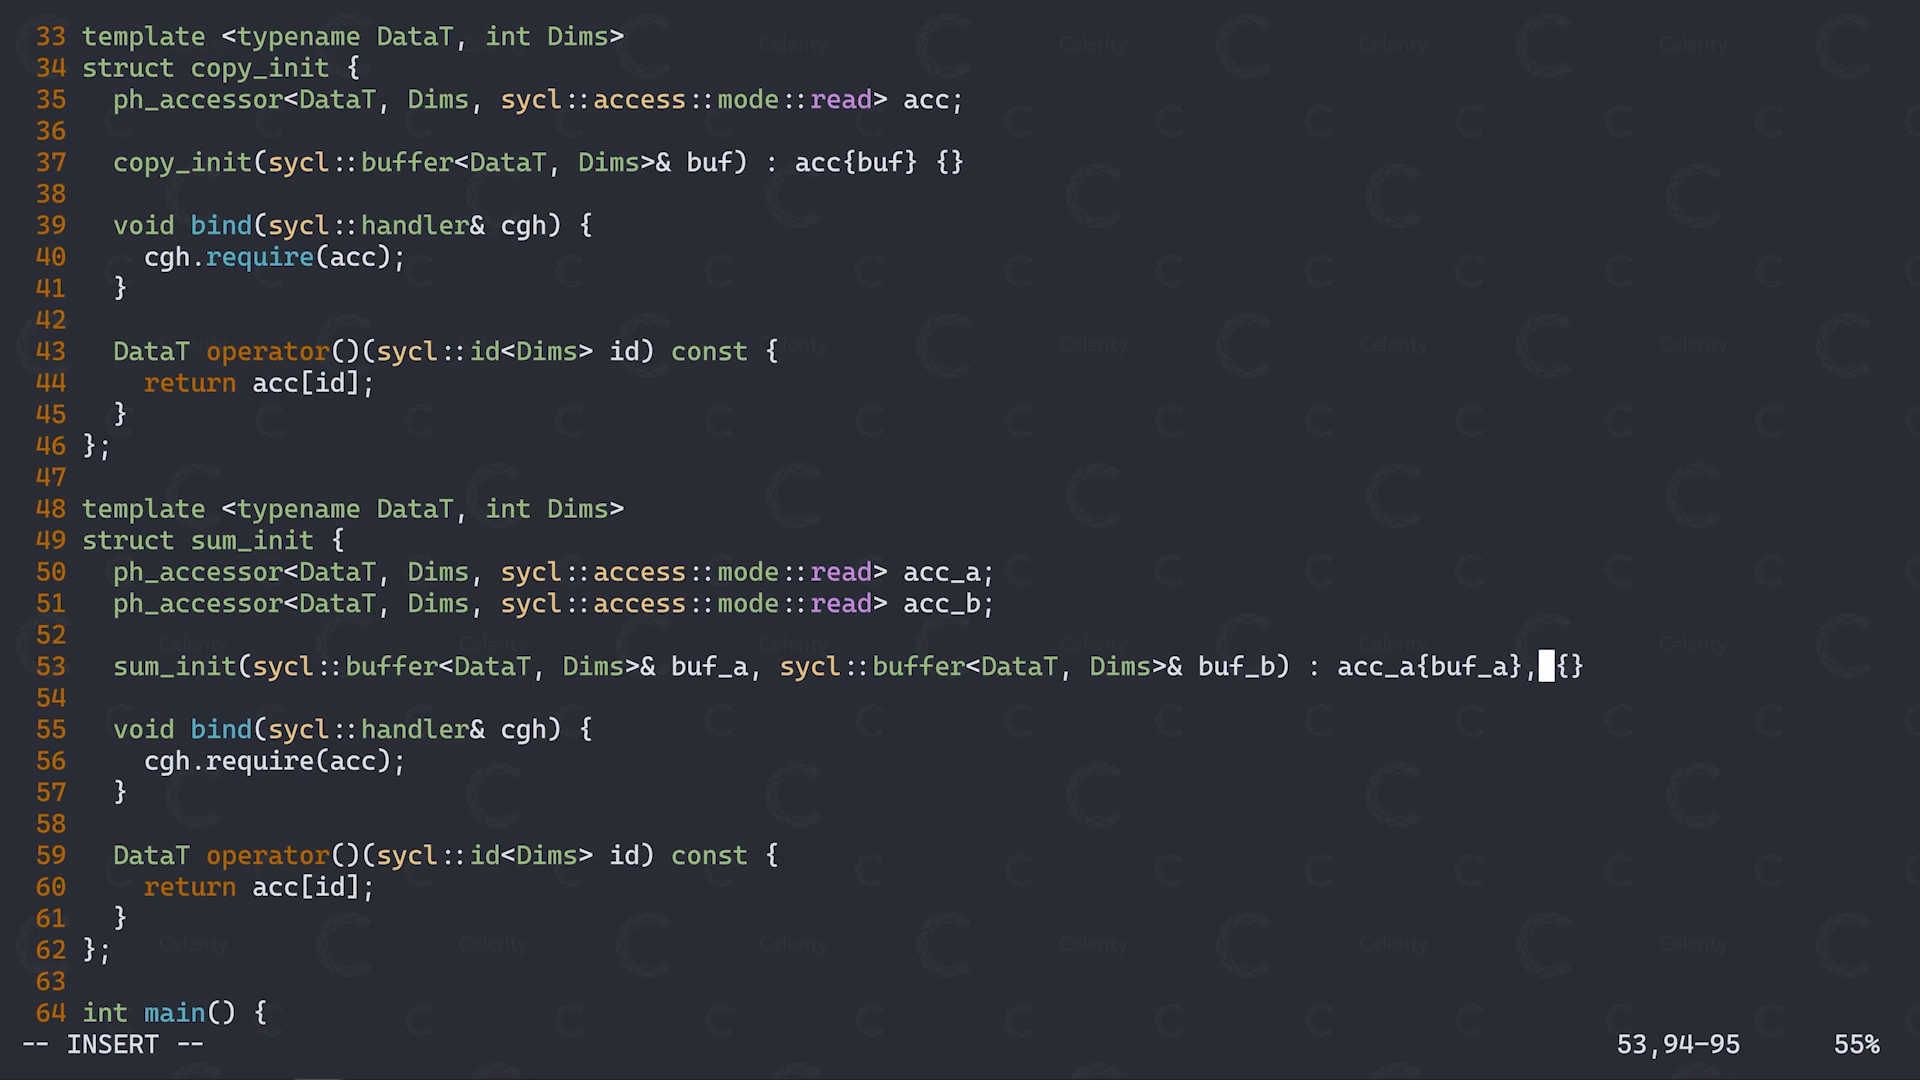 33 template <typename DataT, int Dims>
34 struct copy_init {
35   ph_accessor<DataT, Dims, sycl::access::mode::read> acc;
36
37   copy_init(sycl::buffer<DataT, Dims>& buf) : acc{buf} {}
38
39   void bind(sycl::handler& cgh) {
40     cgh.require(acc);
41   }
42
43   DataT operator()(sycl::id<Dims> id) const {
44     return acc[id];
45   }
46 };
47
48 template <typename DataT, int Dims>
49 struct sum_init {
50   ph_accessor<DataT, Dims, sycl::access::mode::read> acc_a;
51   ph_accessor<DataT, Dims, sycl::access::mode::read> acc_b;
52
53   sum_init(sycl::buffer<DataT, Dims>& buf_a, sycl::buffer<DataT, Dims>& buf_b) : acc_a{buf_a}, {}
54
55   void bind(sycl::handler& cgh) {
56     cgh.require(acc);
57   }
58
59   DataT operator()(sycl::id<Dims> id) const {
60     return acc[id];
61   }
62 };
63
64 int main() {
-- INSERT -- 53,94-95 55%